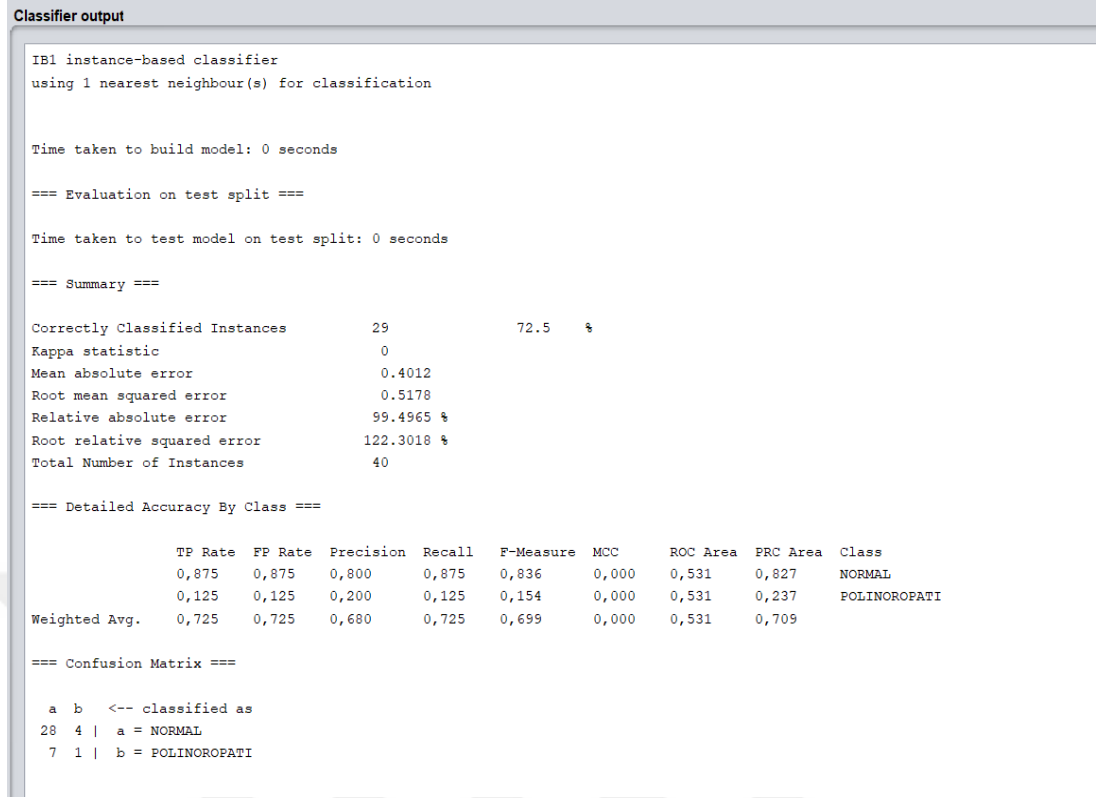 Classifier output
IB1 instance-based classifier
using 1 nearest neighbour(s) for classification
Time taken to build model: 0 seconds
=== Evaluation on test split ===
Time taken to test model on test split: 0 seconds
=== Summary ===
Correctly Classified Instances 29 72.5 %
Kappa statistic 0
Mean absolute error 0.4012
Root mean squared error 0.5178
Relative absolute error 99.4965 %
Root relative squared error 122.3018 %
Total Number of Instances 40
=== Detailed Accuracy By Class ===
TP Rate FP Rate Precision Recall F-Measure MCC ROC Area PRC Area Class
0,875 0,875 0,800 0,875 0,836 0,000 0,531 0,827 NORMAL
0,125 0,125 0,200 0,125 0,154 0,000 0,531 0,237 POLINOROPATI
Weighted Avg. 0,725 0,725 0,680 0,725 0,699 0,000 0,531 0,709
=== Confusion Matrix ===
a b <-- classified as
28 4 | a = NORMAL
7 1 | b = POLINOROPATI